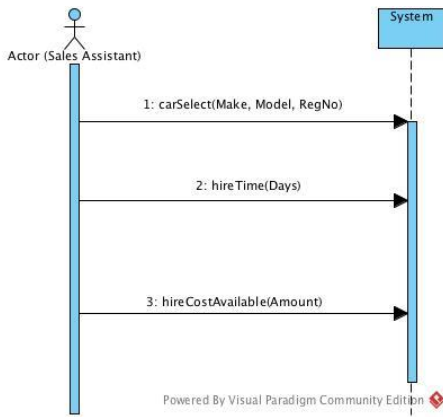 System
Actor (Sales Assistant)
1: carSelect(Make, Model, RegNo)
2: hireTime(Days)
3: hireCostAvailable(Amount)
Powered By Visual Paradigm Community Edition